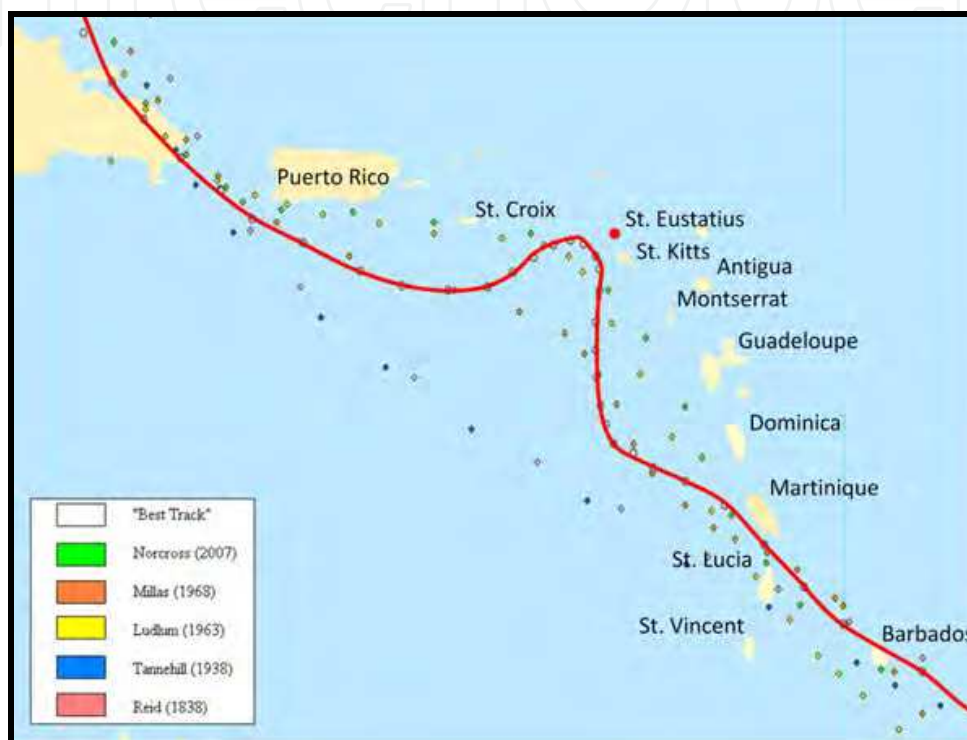 Puerto Rico
St. Croix
St. Eustatius
St. Kitts
Antigua
Montserrat
Guadeloupe
Dominica
Martinique
St. Lucia
St. Vincent
Barbados
"Best Track"
Norcross (2007)
Millas (1968)
Ludlum (1963)
Tannehill (1938)
Reid (1838)